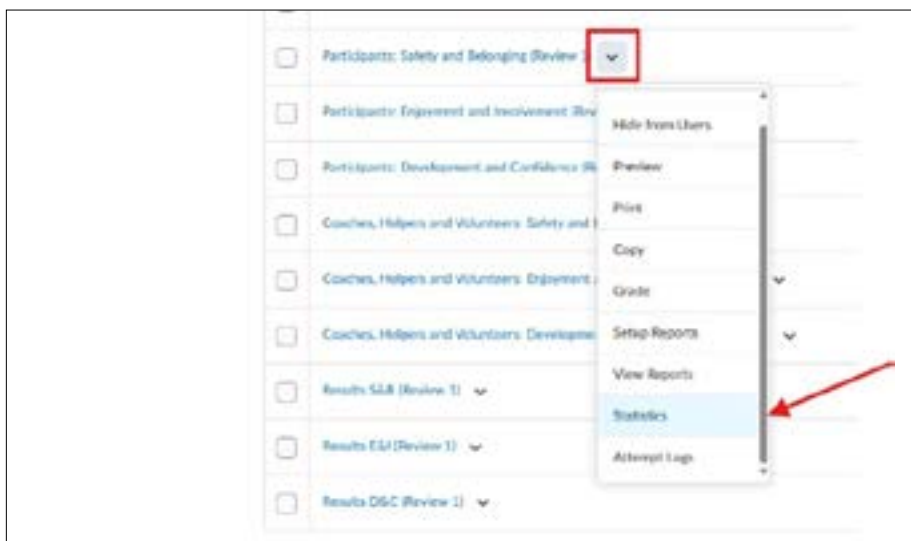 Participants: Safety and Belonging (Review
Hide from Users
Participants: Enjoyment and Involvement (Rev
Preview
Participants: Development and Confidence (Re
Print
Coaches, Helpers and Volunteers: Safety and
Copy
Coaches, Helpers and Volunteers: Enjoyment
Grade
Coaches, Helpers and Volunteers: Developme
Setup Reports
View Reports
Results S&B (Review 1)
Statistics
Results E&I (Review 1)
Attempt Logs
Results D&C (Review 1)